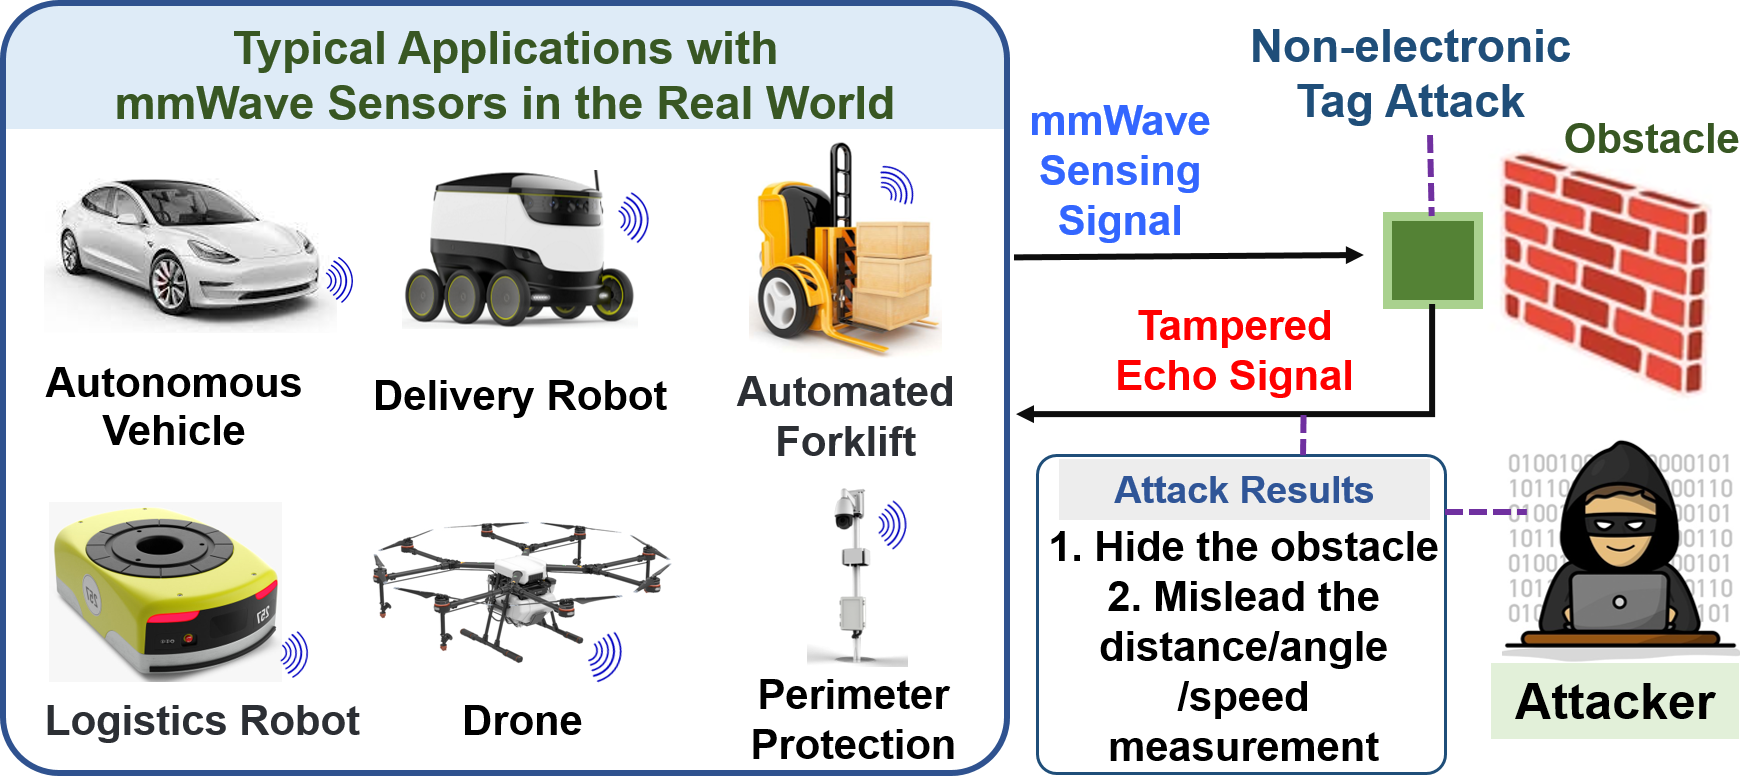 Typical Applications with
mmWave Sensors in the Real World
Autonomous
Vehicle
Delivery Robot
Automated
Forklift
Logistics Robot
Drone
Perimeter
Protection
mmWave
Sensing
Signal
Non-electronic
Tag Attack
Obstacle
Tampered
Echo Signal
Attack Results
1. Hide the obstacle
2. Mislead the
distance/angle
/speed
measurement
Attacker